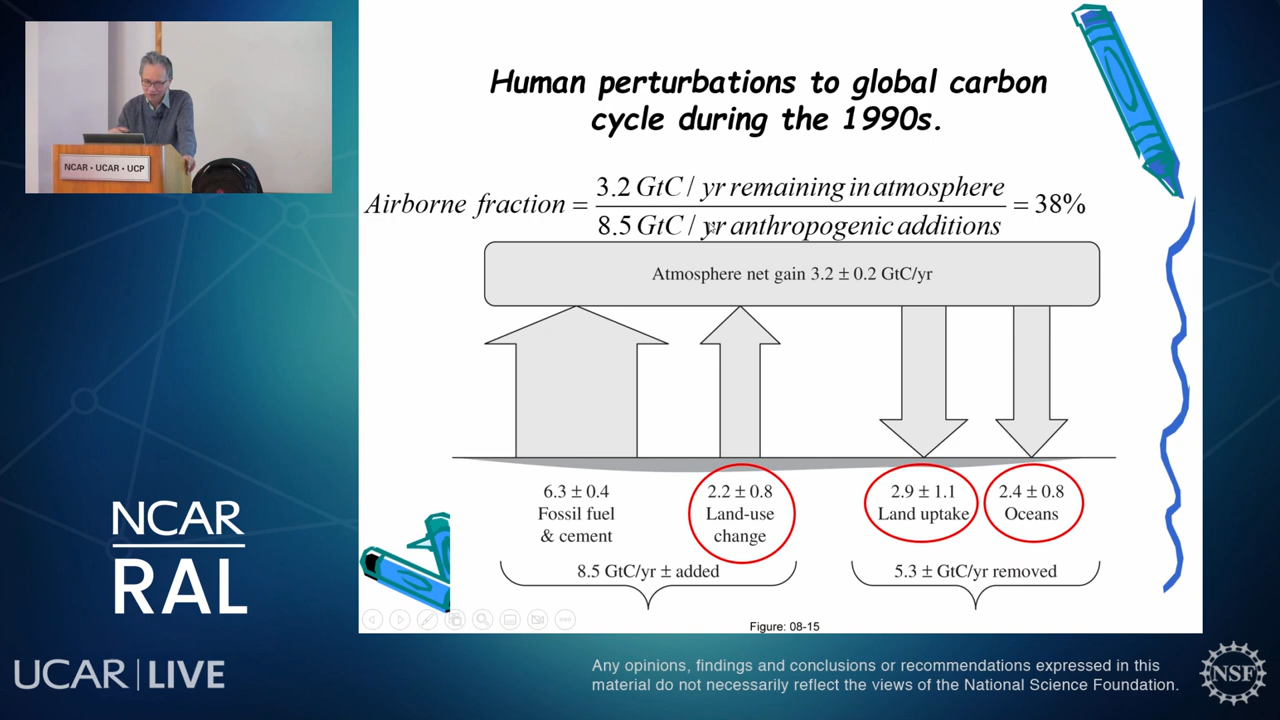 NCAR • UCAR • UCP
Human perturbations to global carbon
cycle during the 1990s.
Airborne fraction = 3.2 GtC / yr remaining in atmosphere / 8.5 GtC / yr anthropogenic additions = 38%
Atmosphere net gain 3.2 ± 0.2 GtC/yr
6.3 ± 0.4
Fossil fuel
& cement
2.2 ± 0.8
Land-use
change
2.9 ± 1.1
Land uptake
2.4 ± 0.8
Oceans
8.5 GtC/yr ± added
5.3 ± GtC/yr removed
Figure: 08-15
NCAR
RAL
UCAR | LIVE
Any opinions, findings and conclusions or recommendations expressed in this
material do not necessarily reflect the views of the National Science Foundation.
NSF